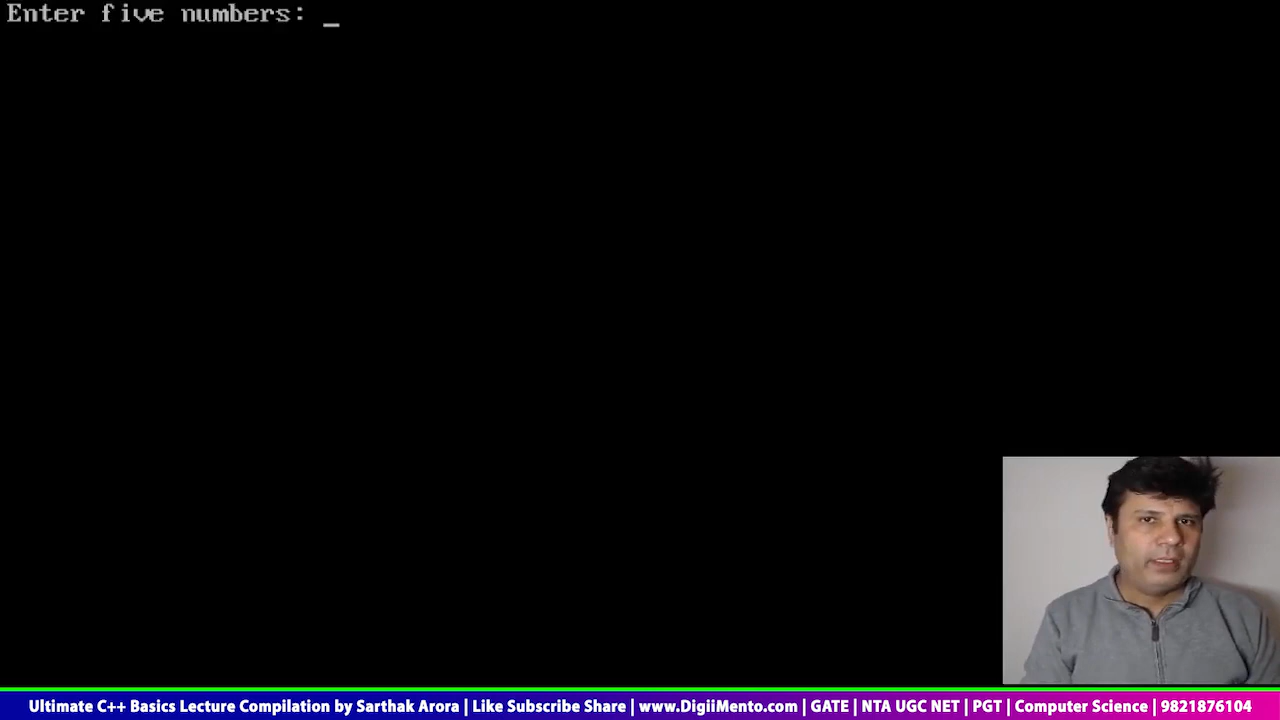 Enter five numbers: _
Ultimate C++ Basics Lecture Compilation by Sarthak Arora | Like Subscribe Share | www.DigiiMento.com | GATE | NTA UGC NET | PGT | Computer Science | 9821876104